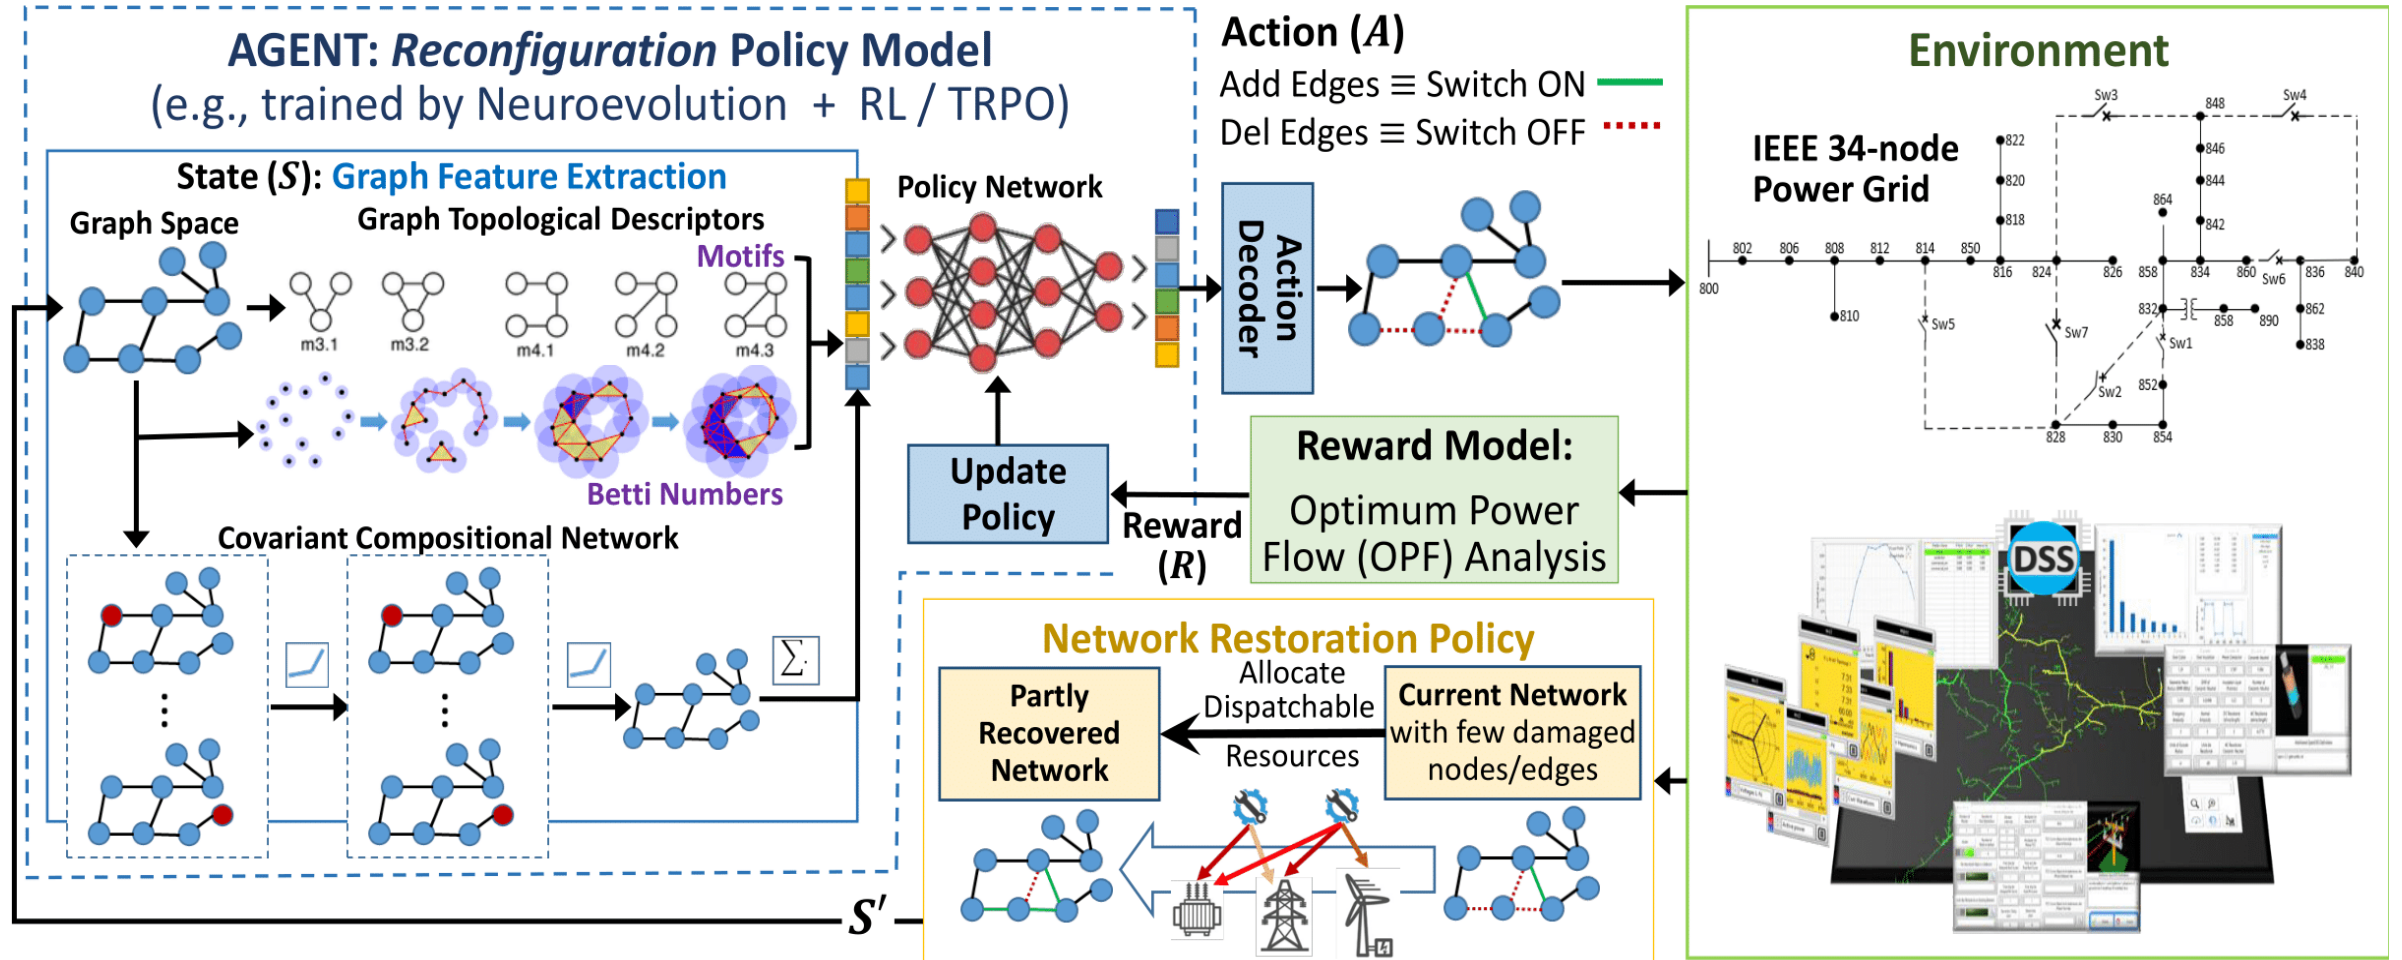 AGENT: Reconfiguration Policy Model
(e.g., trained by Neuroevolution + RL / TRPO)
State (S): Graph Feature Extraction
Graph Space
Graph Topological Descriptors
Motifs
m3.1
m3.2
m4.1
m4.2
m4.3
Betti Numbers
Covariant Compositional Network
∑.
Policy Network
Update
Policy
Action (A)
Add Edges ≡ Switch ON
Del Edges ≡ Switch OFF
Action
Decoder
Reward Model:
Optimum Power
Flow (OPF) Analysis
Reward
(R)
Network Restoration Policy
Partly
Recovered
Network
Allocate
Dispatchable
Resources
Current Network
with few damaged
nodes/edges
S′
Environment
IEEE 34-node
Power Grid
Sw3
848
Sw4
822
846
820
844
864
818
842
802
806
808
812
814
850
816
824
826
858
834
860
Sw6
836
840
800
810
Sw5
Sw7
832
858
890
862
Sw1
838
Sw2
852
828
830
854
DSS